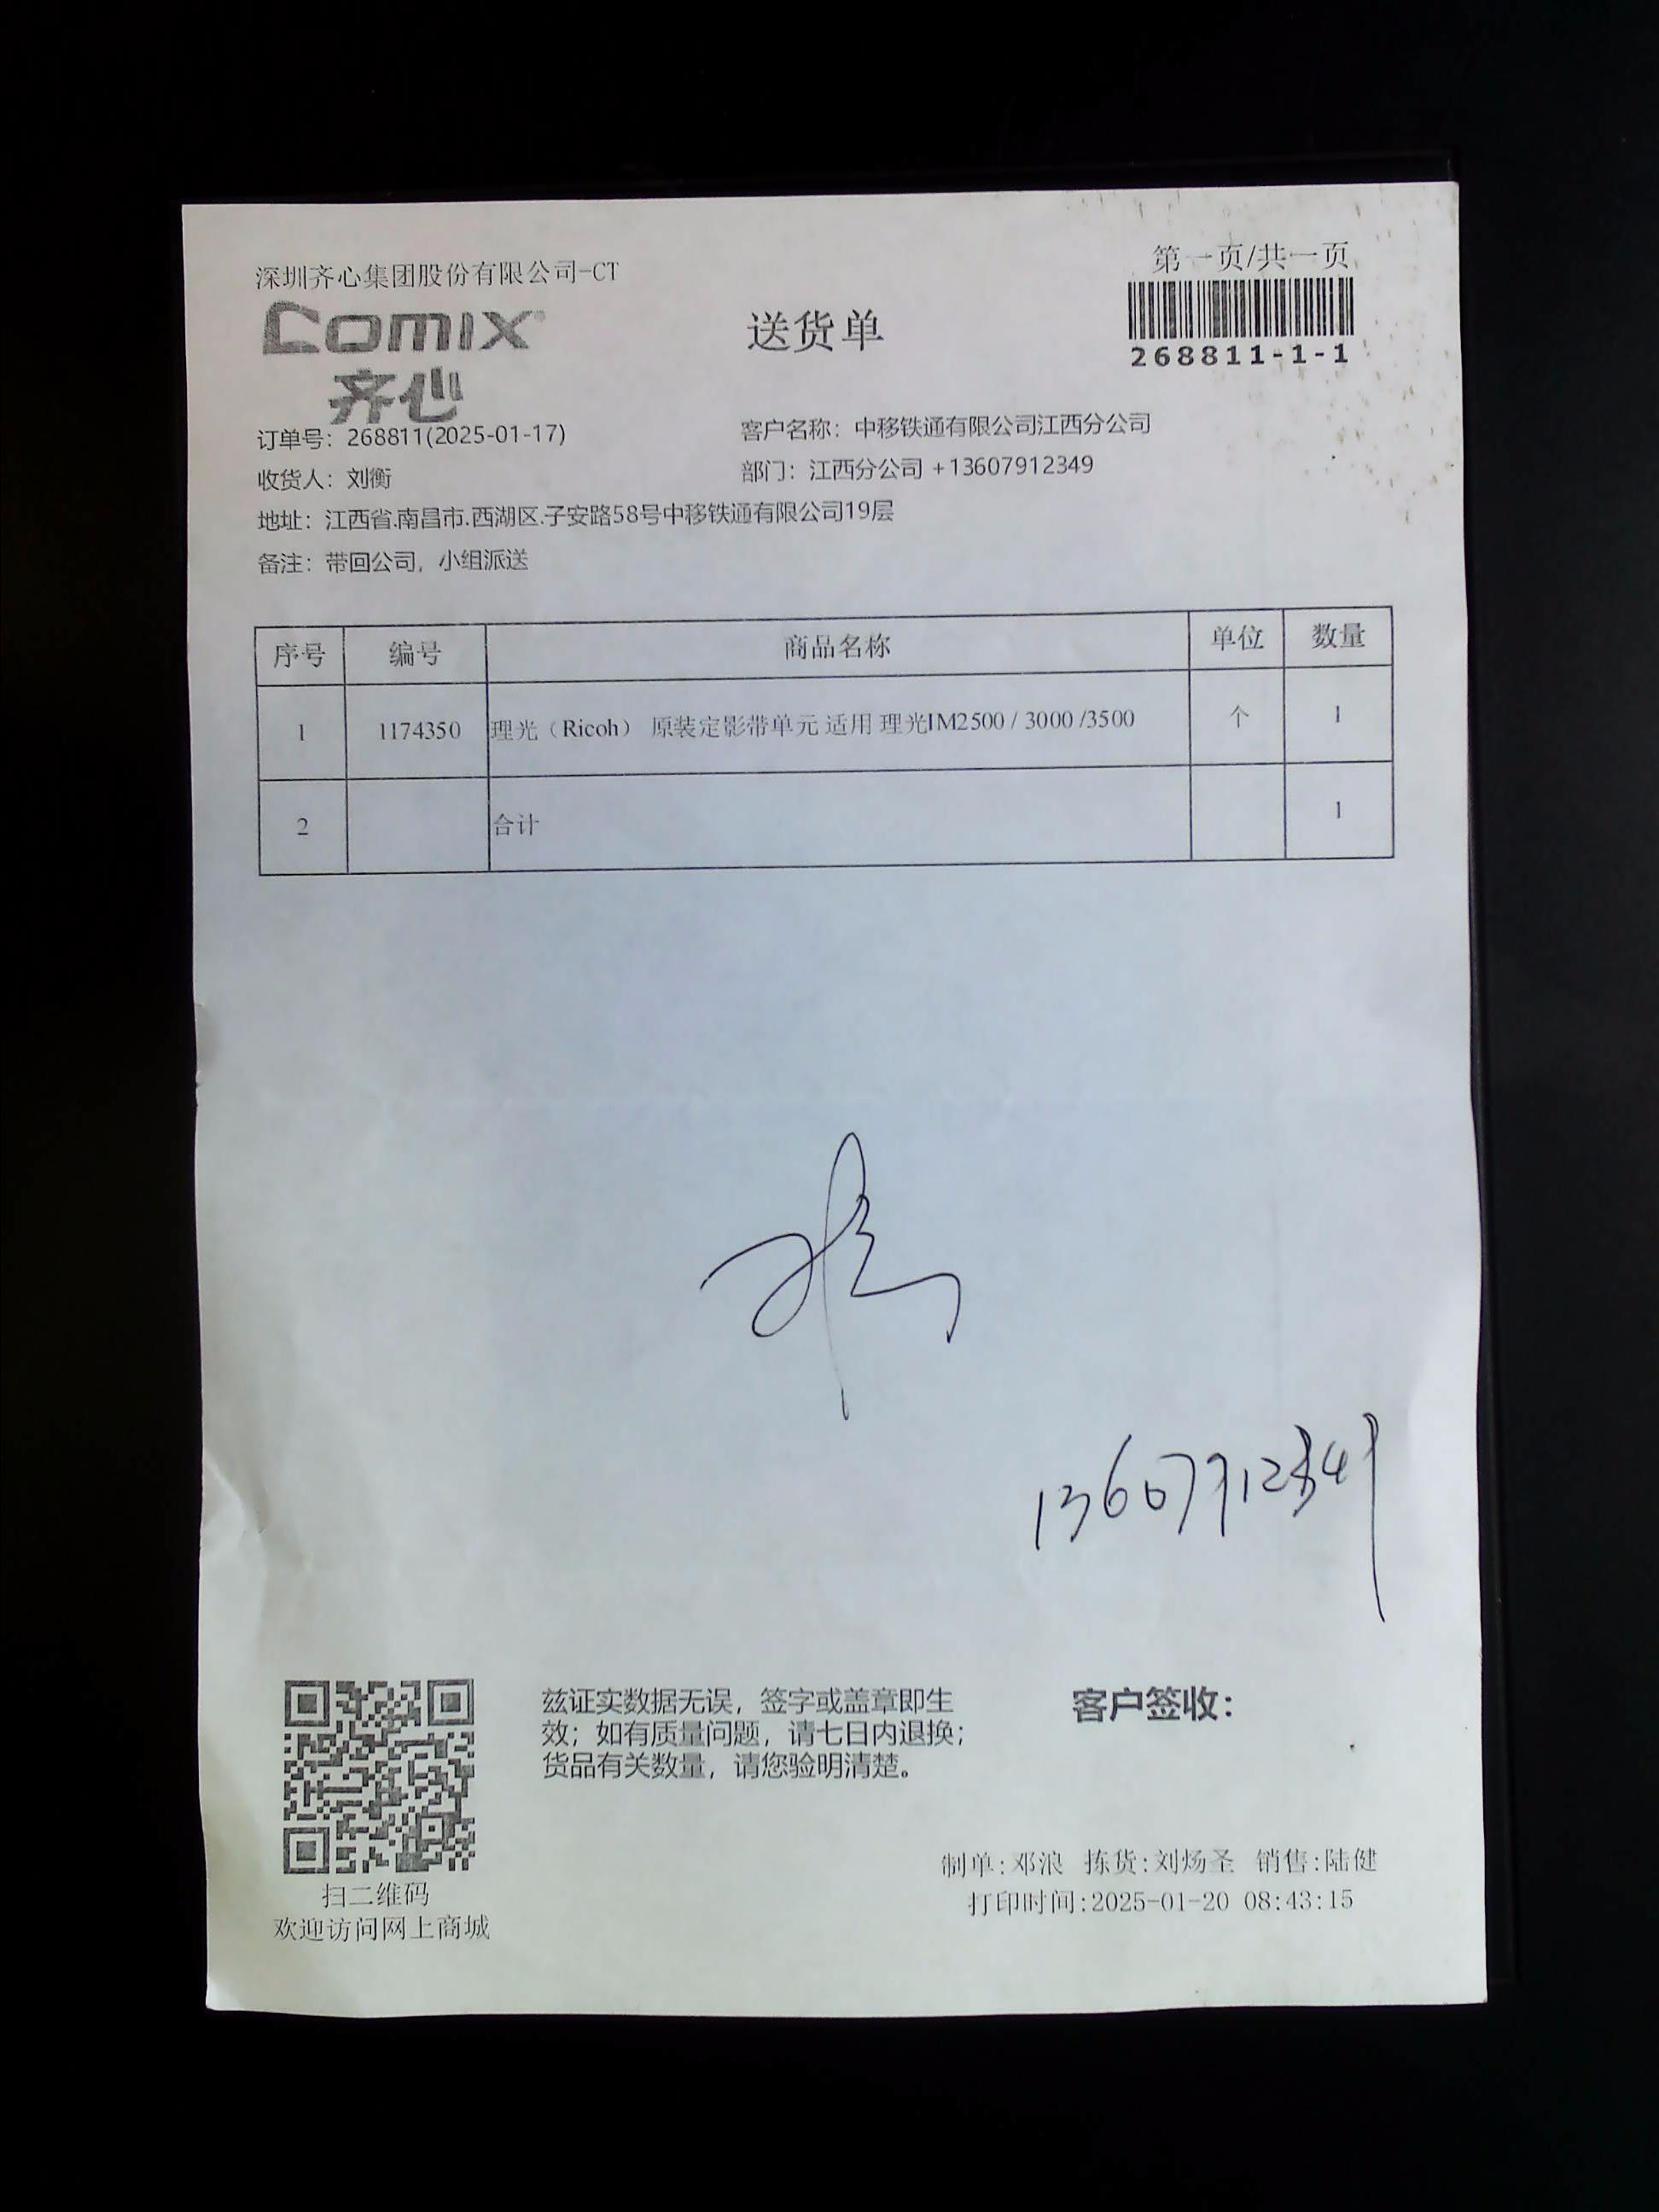 深圳齐心集团股份有限公司-CT
第一页/共一页
comix
齐心
送货单
268811-1-1
订单号：268811(2025-01-17)
客户名称：中移铁通有限公司江西分公司
收货人：刘衡
部门：江西分公司 +13607912349
地址：江西省.南昌市.西湖区.子安路58号中移铁通有限公司19层
备注：带回公司，小组派送
序号 编号 商品名称 单位 数量
1 1174350 理光（Ricoh） 原装定影带单元 适用 理光IM2500 / 3000 /3500 个 1
2 合计 1
13607912349
兹证实数据无误，签字或盖章即生
效；如有质量问题，请七日内退换；
货品有关数量，请您验明清楚。
客户签收：
扫二维码
欢迎访问网上商城
制单:邓浪 拣货:刘炀圣 销售:陆健
打印时间:2025-01-20 08:43:15